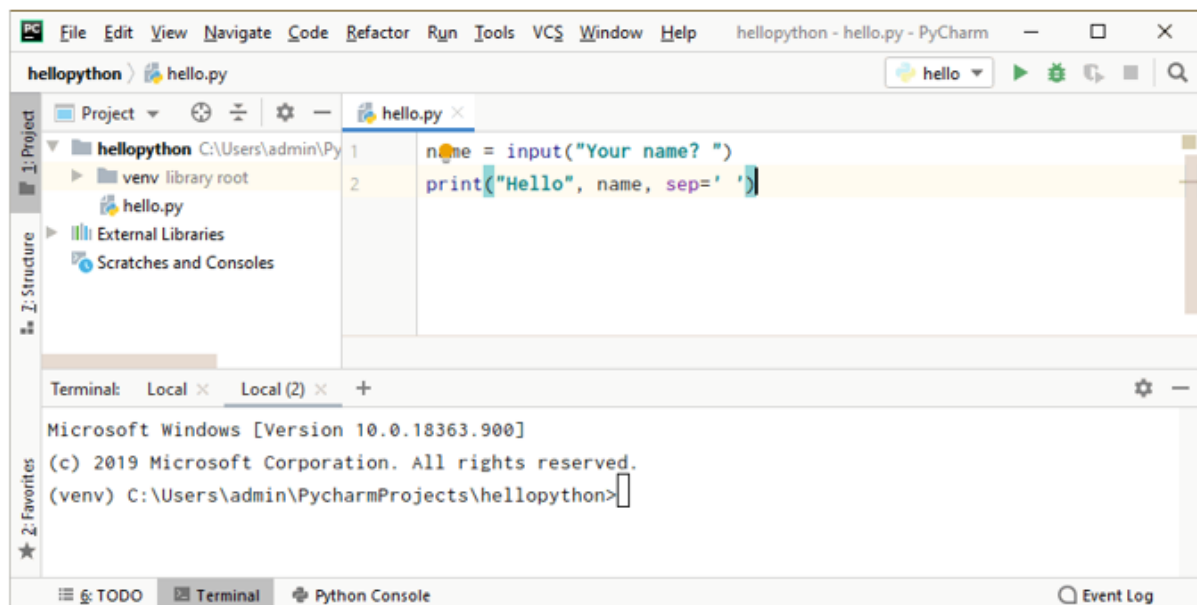 PC File Edit View Navigate Code Refactor Run Tools VCS Window Help hellopython - hello.py - PyCharm
hellopython hello.py hello
1: Project
Project
hello.py
hellopython C:\Users\admin\Py
venv library root
hello.py
External Libraries
Scratches and Consoles
1 name = input("Your name? ")
2 print("Hello", name, sep=' ')
7: Structure
Terminal: Local Local (2) +
Microsoft Windows [Version 10.0.18363.900]
(c) 2019 Microsoft Corporation. All rights reserved.
(venv) C:\Users\admin\PycharmProjects\hellopython>
2: Favorites
6: TODO Terminal Python Console Event Log